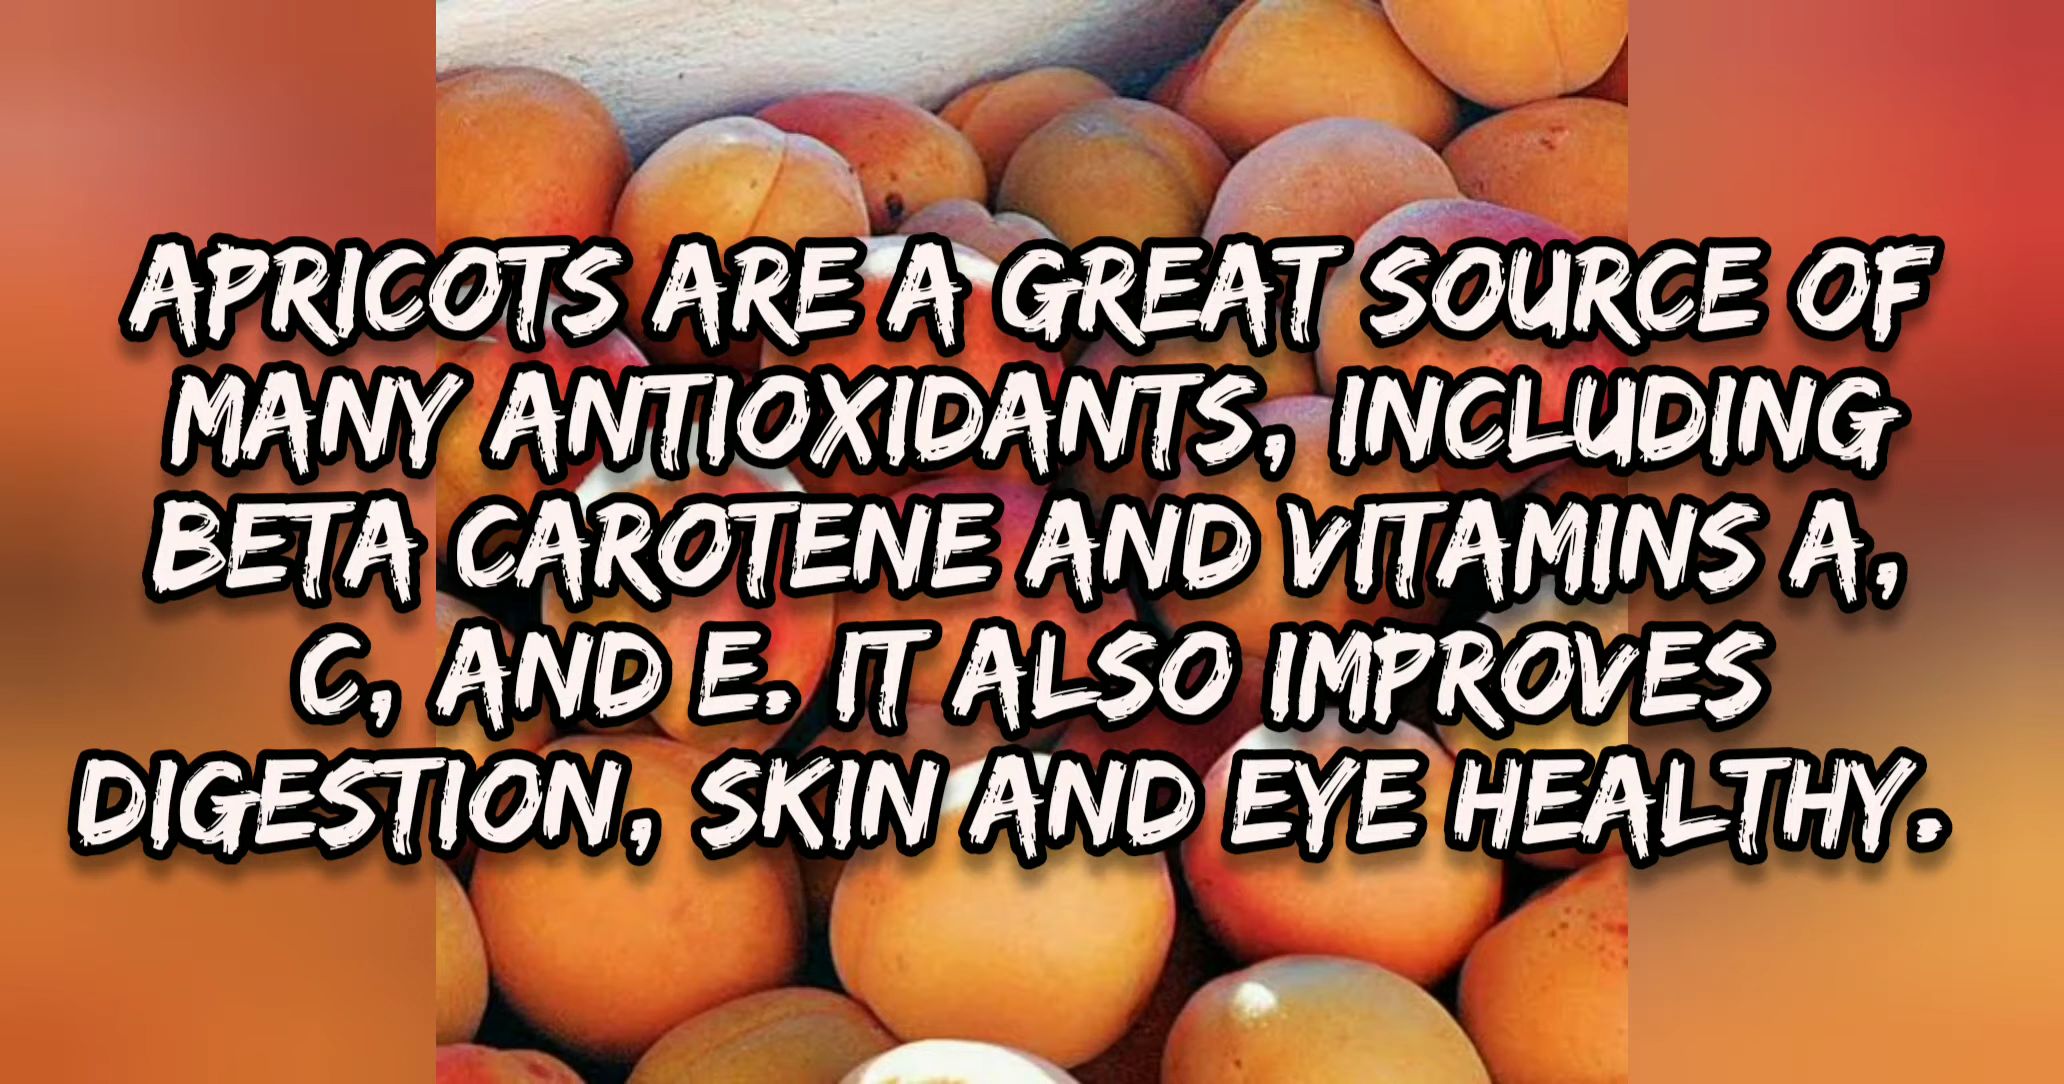 APRICOTS ARE A GREAT SOURCE OF
MANY ANTIOXIDANTS, INCLUDING
BETA CAROTENE AND VITAMINS A,
C, AND E. IT ALSO IMPROVES
DIGESTION, SKIN AND EYE HEALTHY.